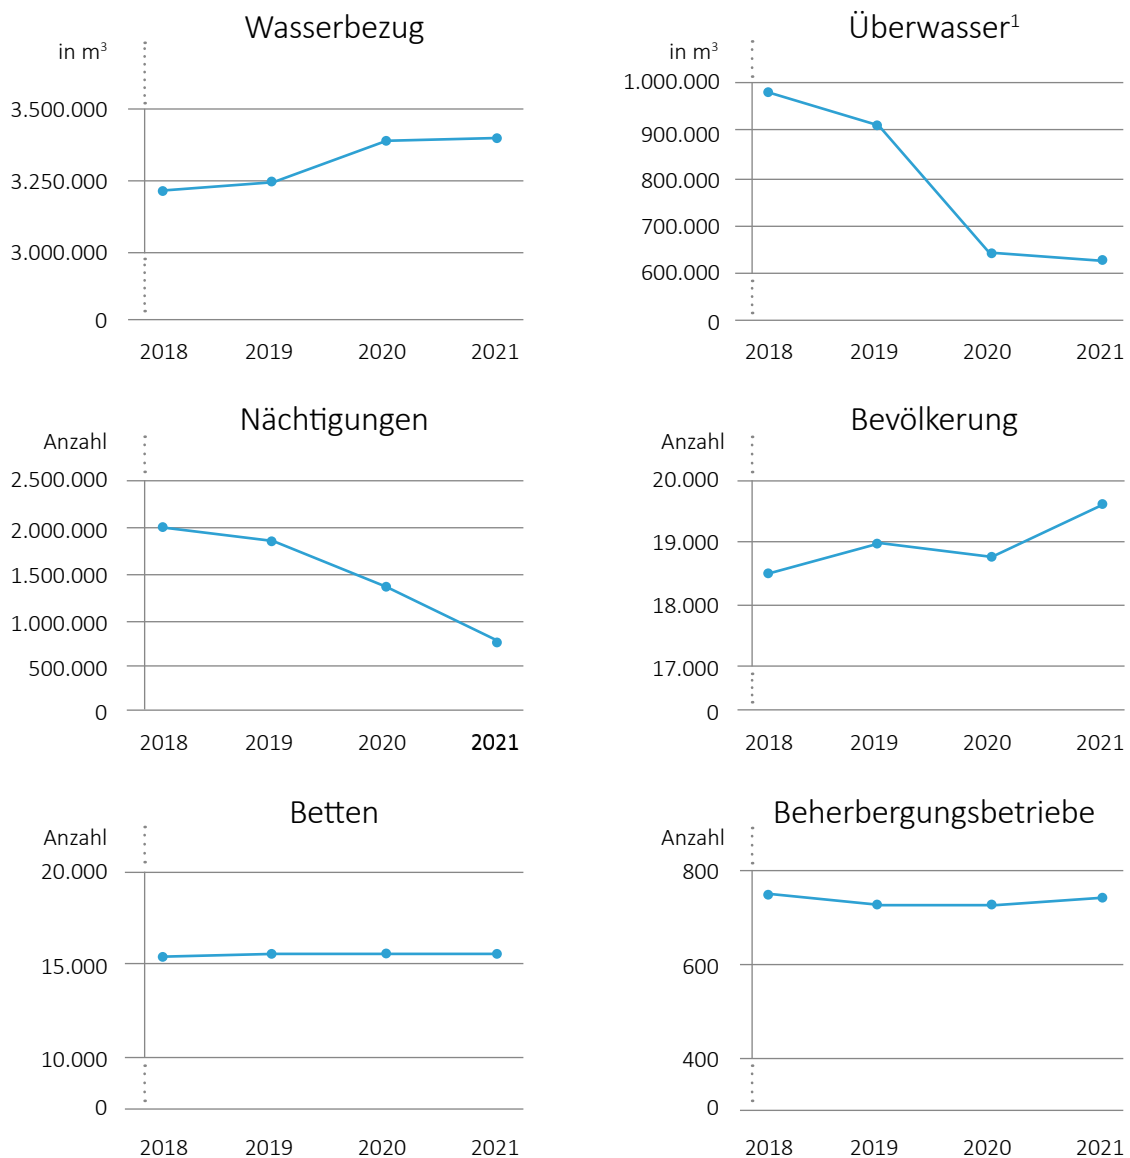 Wasserbezug
in m³
3.500.000
3.250.000
3.000.000
0
2018 2019 2020 2021
Überwasser¹
in m³
1.000.000
900.000
800.000
700.000
600.000
0
2018 2019 2020 2021
Nächtigungen
Anzahl
2.500.000
2.000.000
1.500.000
1.000.000
500.000
0
2018 2019 2020 2021
Bevölkerung
Anzahl
20.000
19.000
18.000
17.000
0
2018 2019 2020 2021
Betten
Anzahl
20.000
15.000
10.000
0
2018 2019 2020 2021
Beherbergungsbetriebe
Anzahl
800
600
400
0
2018 2019 2020 2021